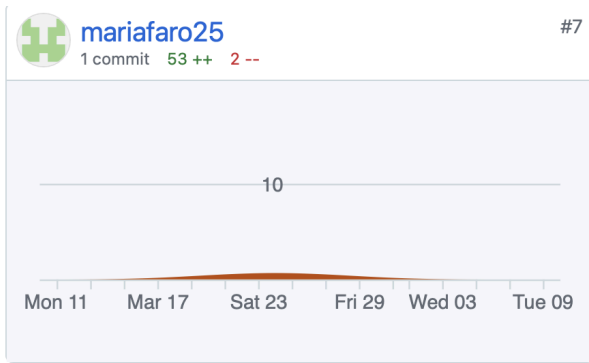 mariafaro25 #7
1 commit 53 ++ 2 --
10
Mon 11 Mar 17 Sat 23 Fri 29 Wed 03 Tue 09